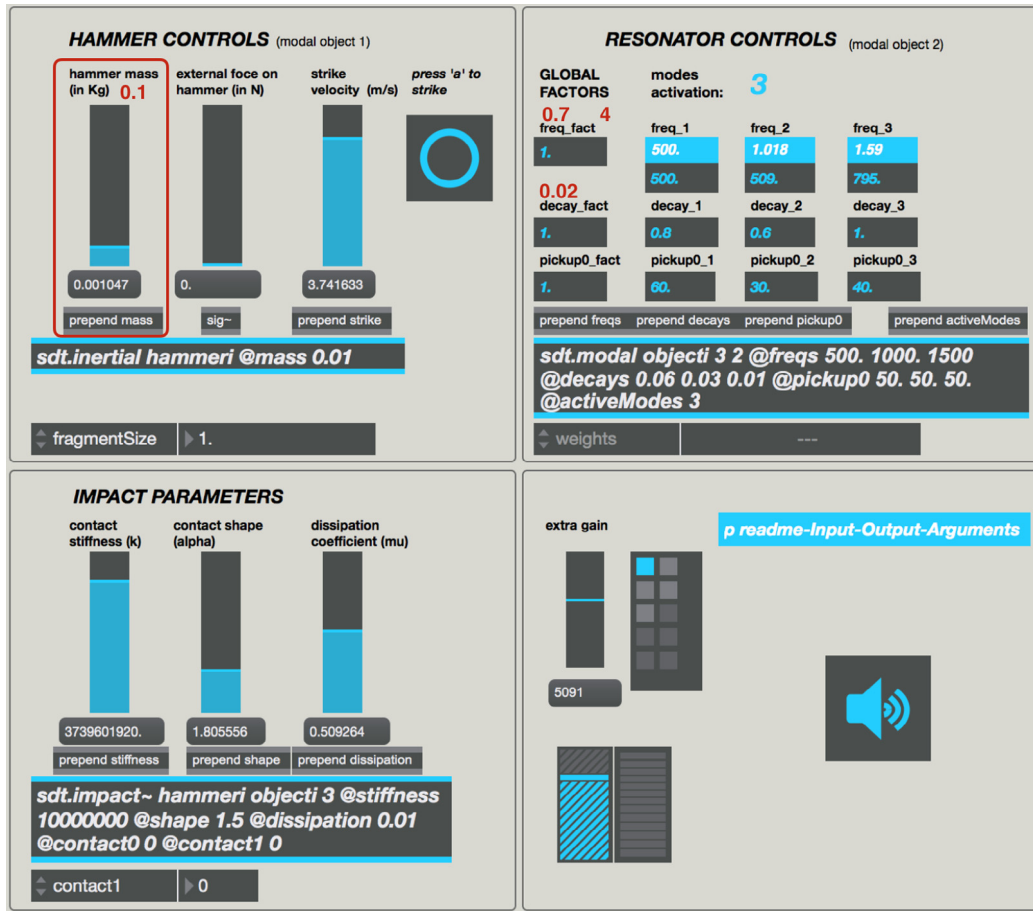 HAMMER CONTROLS (modal object 1)
hammer mass
(in Kg) 0.1
external foce on
hammer (in N)
strike
velocity (m/s)
press 'a' to
strike
0.001047
0.
3.741633
prepend mass
sig~
prepend strike
sdt.inertial hammeri @mass 0.01
fragmentSize
1.
RESONATOR CONTROLS (modal object 2)
GLOBAL
FACTORS
modes
activation:
3
0.7 4
freq_fact freq_1 freq_2 freq_3
1. 500. 1.018 1.59
500. 509. 795.
0.02
decay_fact decay_1 decay_2 decay_3
1. 0.8 0.6 1.
pickup0_fact pickup0_1 pickup0_2 pickup0_3
1. 60. 30. 40.
prepend freqs prepend decays prepend pickup0 prepend activeModes
sdt.modal objecti 3 2 @freqs 500. 1000. 1500
@decays 0.06 0.03 0.01 @pickup0 50. 50. 50.
@activeModes 3
weights
---
IMPACT PARAMETERS
contact
stiffness (k)
contact shape
(alpha)
dissipation
coefficient (mu)
3739601920.
1.805556
0.509264
prepend stiffness
prepend shape
prepend dissipation
sdt.impact~ hammeri objecti 3 @stiffness
10000000 @shape 1.5 @dissipation 0.01
@contact0 0 @contact1 0
contact1
0
extra gain
p readme-Input-Output-Arguments
5091